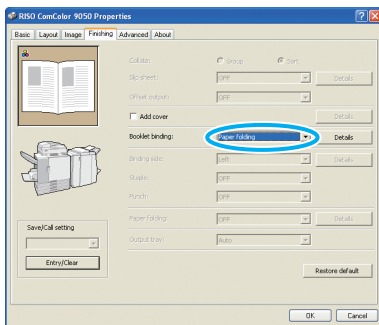 RISO ComColor 9050 Properties
Basic Layout Image Finishing Advanced About
Collate: Group Sort
Slip sheet: OFF Details
Offset output: OFF
Add cover Details
Booklet binding: Paper folding Details
Binding side: Left Details
Staple: OFF
Punch: OFF
Paper folding: OFF Details
Output tray: Auto
Save/Call setting
Entry/Clear
Restore default
OK Cancel